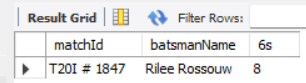 Result Grid Filter Rows:
matchId batsmanName 6s
T20I # 1847 Rilee Rossouw 8